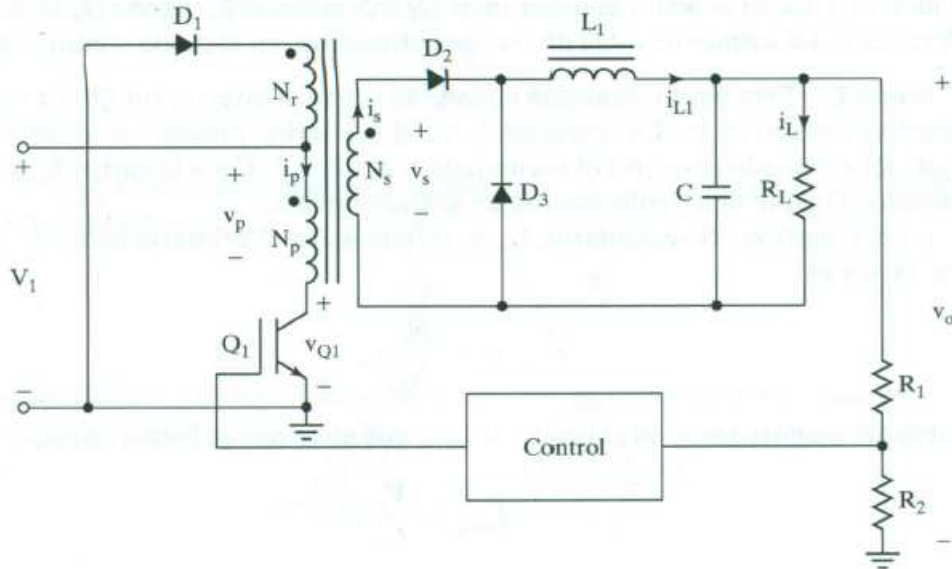 D1
L1
D2
Nr
is
iL1
+
+
+
iL
ip
Ns
vs
D3
C
RL
+
vp
Np
−
−
V1
+
vo
Q1
vQ1
−
−
R1
Control
R2
−